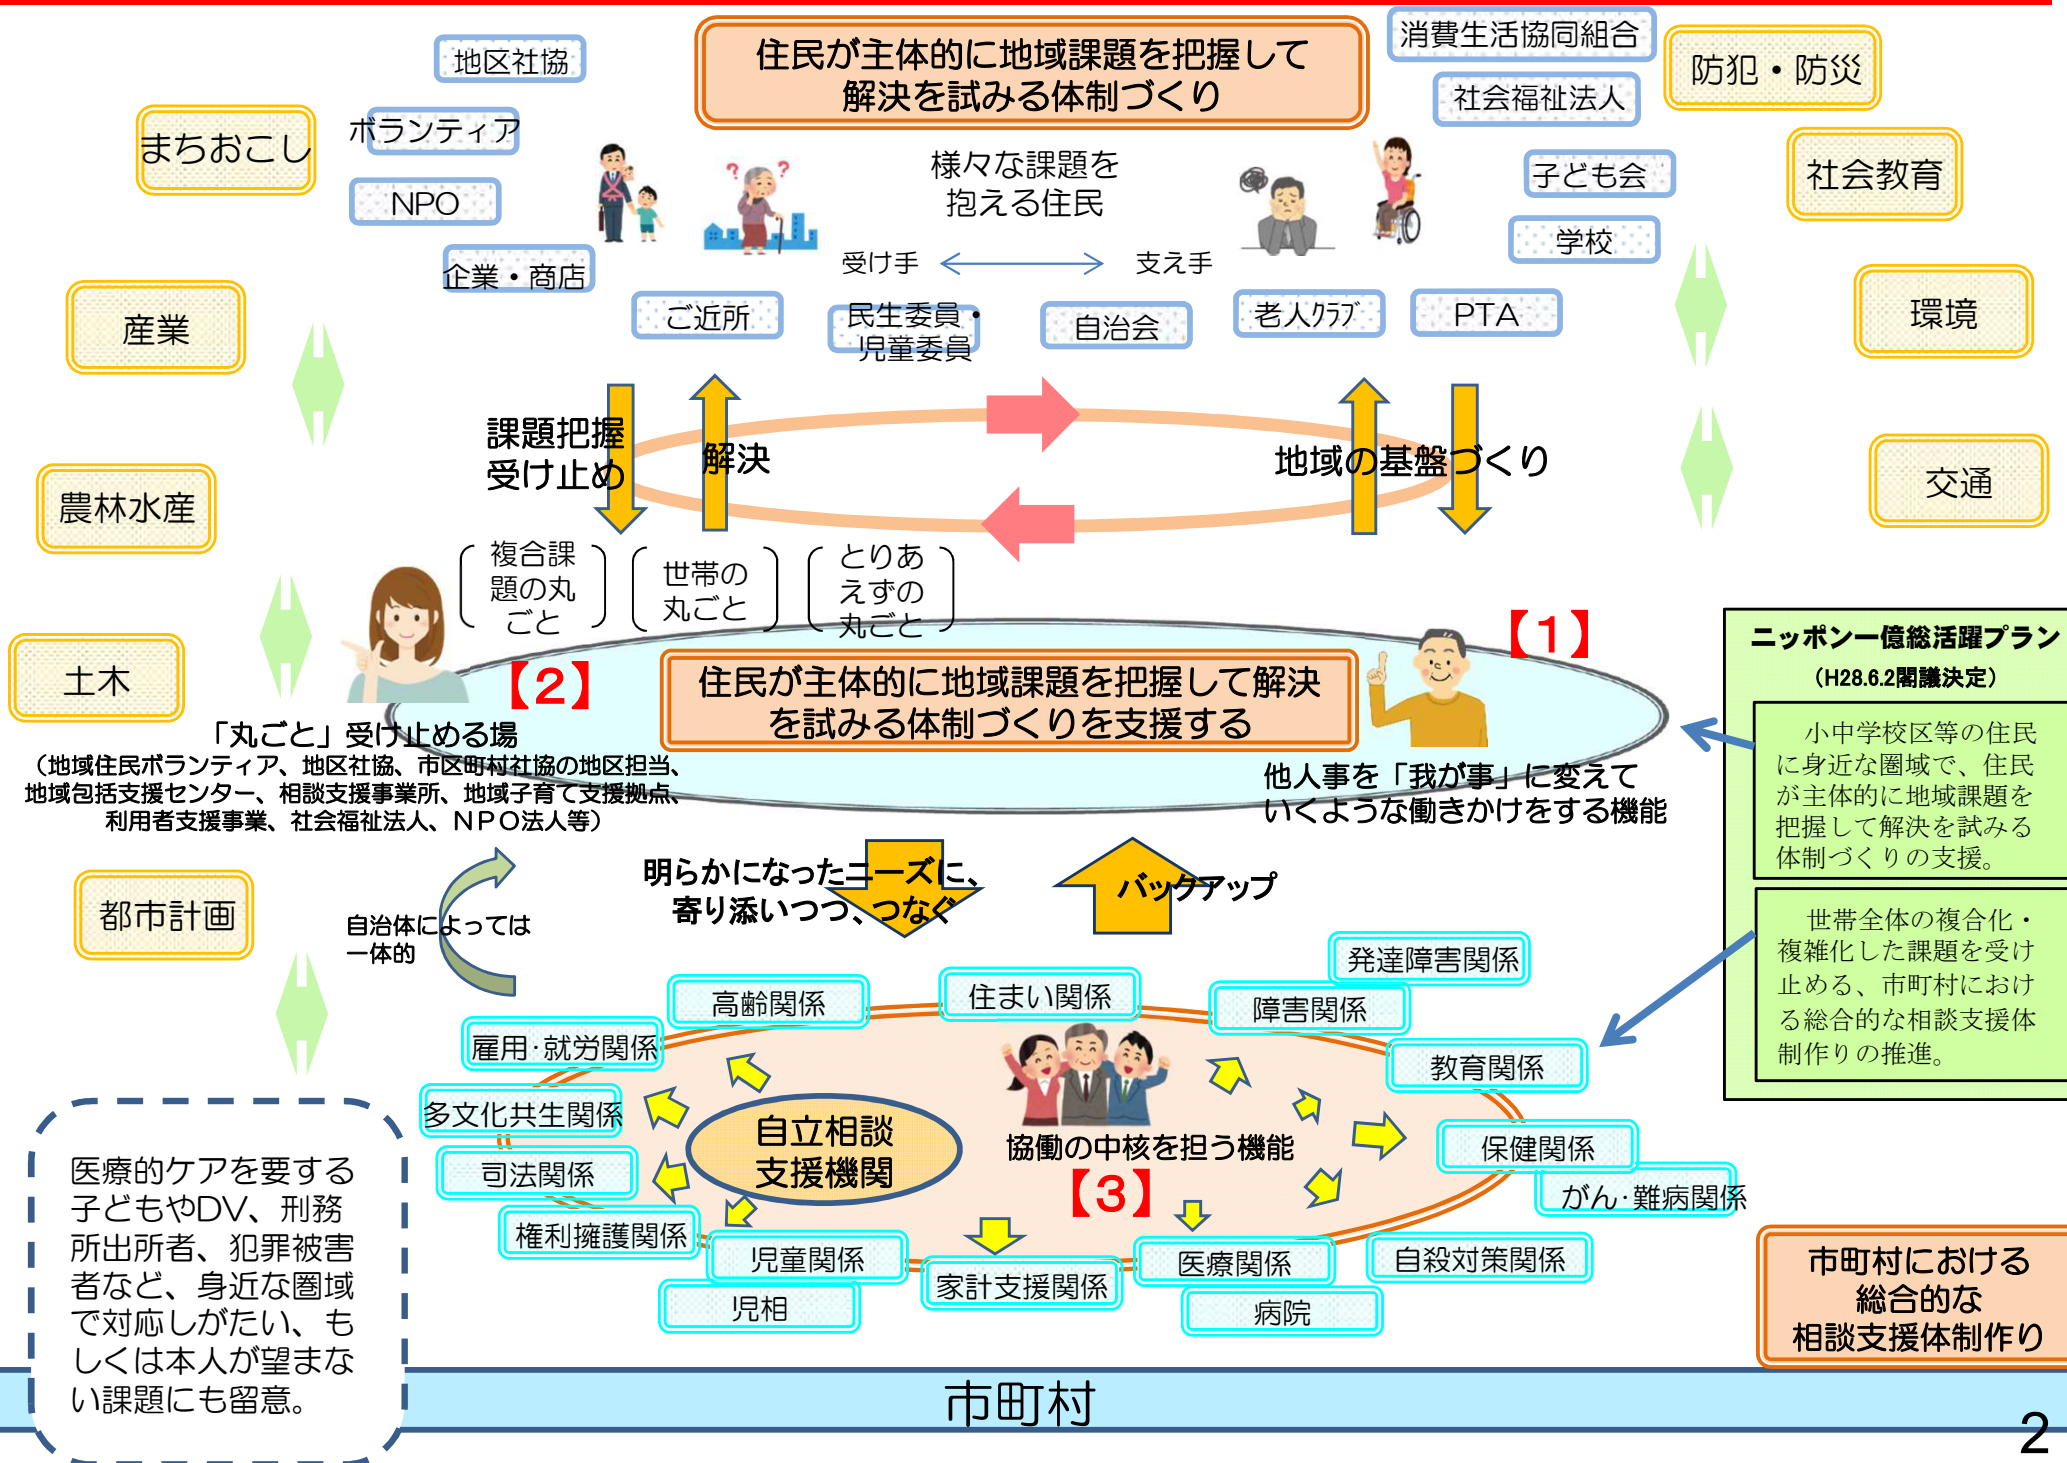 住民が主体的に地域課題を把握して
解決を試みる体制づくり
地区社協
ボランティア
NPO
企業・商店
ご近所
民生委員・
児童委員
自治会
老人クラブ
PTA
消費生活協同組合
社会福祉法人
子ども会
学校
様々な課題を
抱える住民
受け手
支え手
?
?
まちおこし
産業
農林水産
土木
都市計画
防犯・防災
社会教育
環境
交通
課題把握
受け止め
解決
地域の基盤づくり
複合課
題の丸
ごと
世帯の
丸ごと
とりあ
えずの
丸ごと
【1】
【2】
住民が主体的に地域課題を把握して解決
を試みる体制づくりを支援する
「丸ごと」受け止める場
(地域住民ボランティア、地区社協、市区町村社協の地区担当、
地域包括支援センター、相談支援事業所、地域子育て支援拠点、
利用者支援事業、社会福祉法人、NPO法人等)
他人事を「我が事」に変えて
いくような働きかけをする機能
ニッポン一億総活躍プラン
(H28.6.2閣議決定)
小中学校区等の住民
に身近な圏域で、住民
が主体的に地域課題を
把握して解決を試みる
体制づくりの支援。
世帯全体の複合化・
複雑化した課題を受け
止める、市町村におけ
る総合的な相談支援体
制作りの推進。
明らかになったニーズに、
寄り添いつつ、つなぐ
バックアップ
自治体によっては
一体的
高齢関係
住まい関係
障害関係
発達障害関係
雇用・就労関係
教育関係
多文化共生関係
保健関係
司法関係
がん・難病関係
権利擁護関係
児童関係
児相
家計支援関係
医療関係
病院
自殺対策関係
自立相談
支援機関
協働の中核を担う機能
【3】
医療的ケアを要する
子どもやDV、刑務
所出所者、犯罪被害
者など、身近な圏域
で対応しがたい、も
しくは本人が望まな
い課題にも留意。
市町村における
総合的な
相談支援体制作り
市町村
2